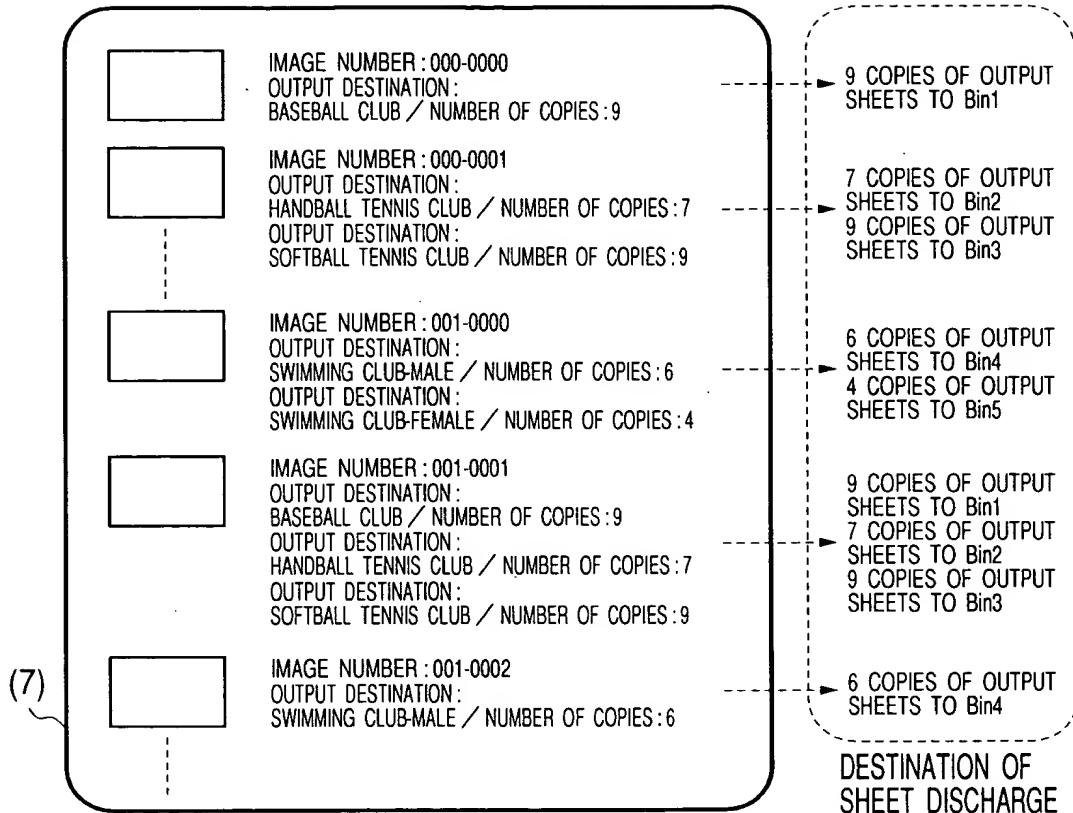 IMAGE NUMBER : 000-0000
OUTPUT DESTINATION :
BASEBALL CLUB / NUMBER OF COPIES : 9
9 COPIES OF OUTPUT
SHEETS TO Bin1
IMAGE NUMBER : 000-0001
OUTPUT DESTINATION :
HANDBALL TENNIS CLUB / NUMBER OF COPIES : 7
OUTPUT DESTINATION :
SOFTBALL TENNIS CLUB / NUMBER OF COPIES : 9
7 COPIES OF OUTPUT
SHEETS TO Bin2
9 COPIES OF OUTPUT
SHEETS TO Bin3
IMAGE NUMBER : 001-0000
OUTPUT DESTINATION :
SWIMMING CLUB-MALE / NUMBER OF COPIES : 6
OUTPUT DESTINATION :
SWIMMING CLUB-FEMALE / NUMBER OF COPIES : 4
6 COPIES OF OUTPUT
SHEETS TO Bin4
4 COPIES OF OUTPUT
SHEETS TO Bin5
IMAGE NUMBER : 001-0001
OUTPUT DESTINATION :
BASEBALL CLUB / NUMBER OF COPIES : 9
OUTPUT DESTINATION :
HANDBALL TENNIS CLUB / NUMBER OF COPIES : 7
OUTPUT DESTINATION :
SOFTBALL TENNIS CLUB / NUMBER OF COPIES : 9
9 COPIES OF OUTPUT
SHEETS TO Bin1
7 COPIES OF OUTPUT
SHEETS TO Bin2
9 COPIES OF OUTPUT
SHEETS TO Bin3
IMAGE NUMBER : 001-0002
OUTPUT DESTINATION :
SWIMMING CLUB-MALE / NUMBER OF COPIES : 6
6 COPIES OF OUTPUT
SHEETS TO Bin4
(7)
DESTINATION OF
SHEET DISCHARGE